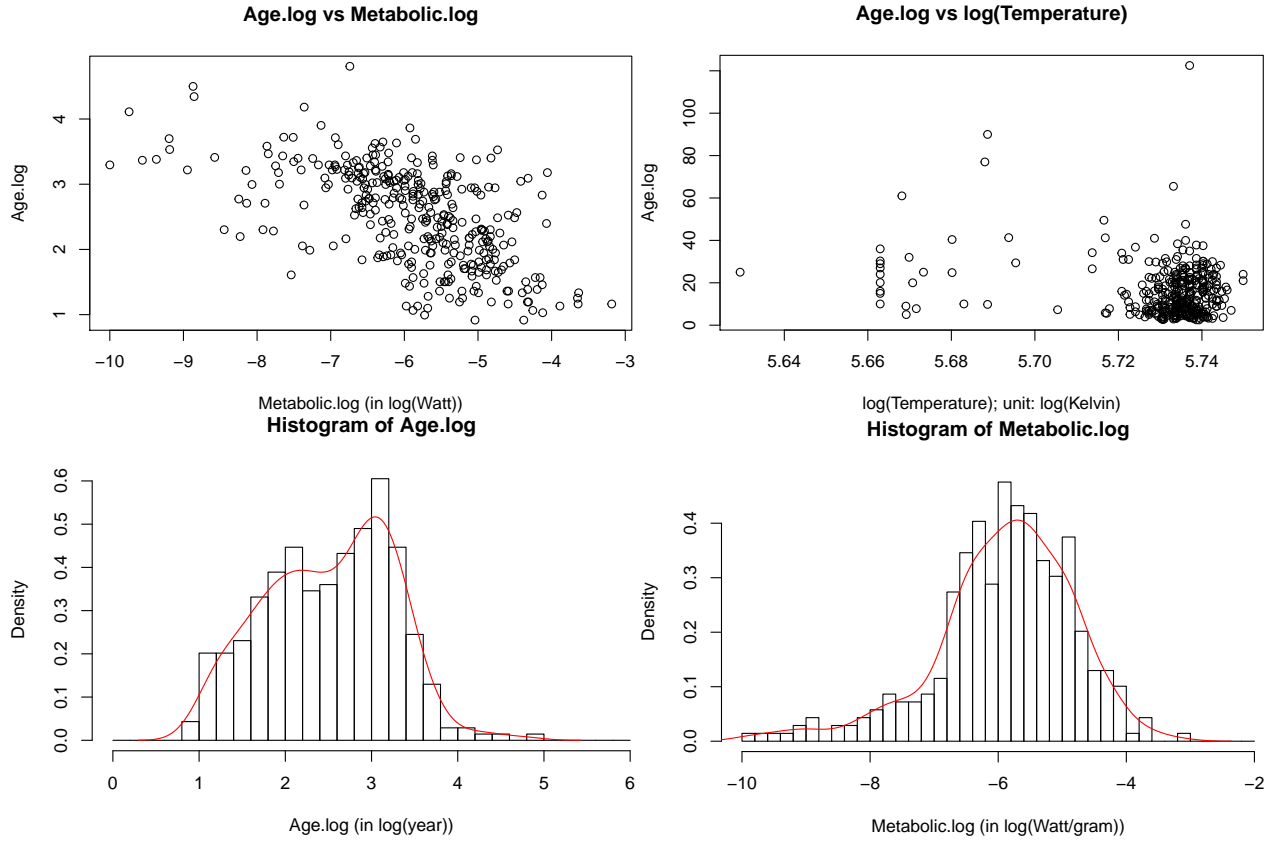 Age.log vs Metabolic.log
Age.log
4
3
2
1
−10 −9 −8 −7 −6 −5 −4 −3
Metabolic.log (in log(Watt))
Age.log vs log(Temperature)
Age.log
100
80
60
40
20
0
5.64 5.66 5.68 5.70 5.72 5.74
log(Temperature); unit: log(Kelvin)
Histogram of Age.log
Density
0.6
0.5
0.4
0.3
0.2
0.1
0.0
0 1 2 3 4 5 6
Age.log (in log(year))
Histogram of Metabolic.log
Density
0.4
0.3
0.2
0.1
0.0
−10 −8 −6 −4 −2
Metabolic.log (in log(Watt/gram))